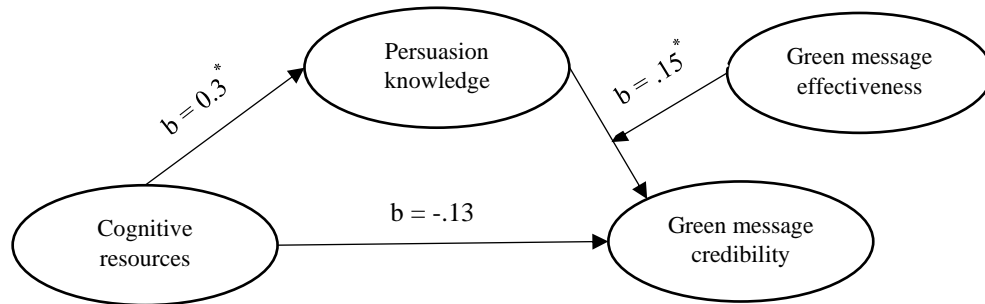 Persuasion
knowledge
Green message
effectiveness
b = 0.3*
b = .15*
Cognitive
resources
b = -.13
Green message
credibility